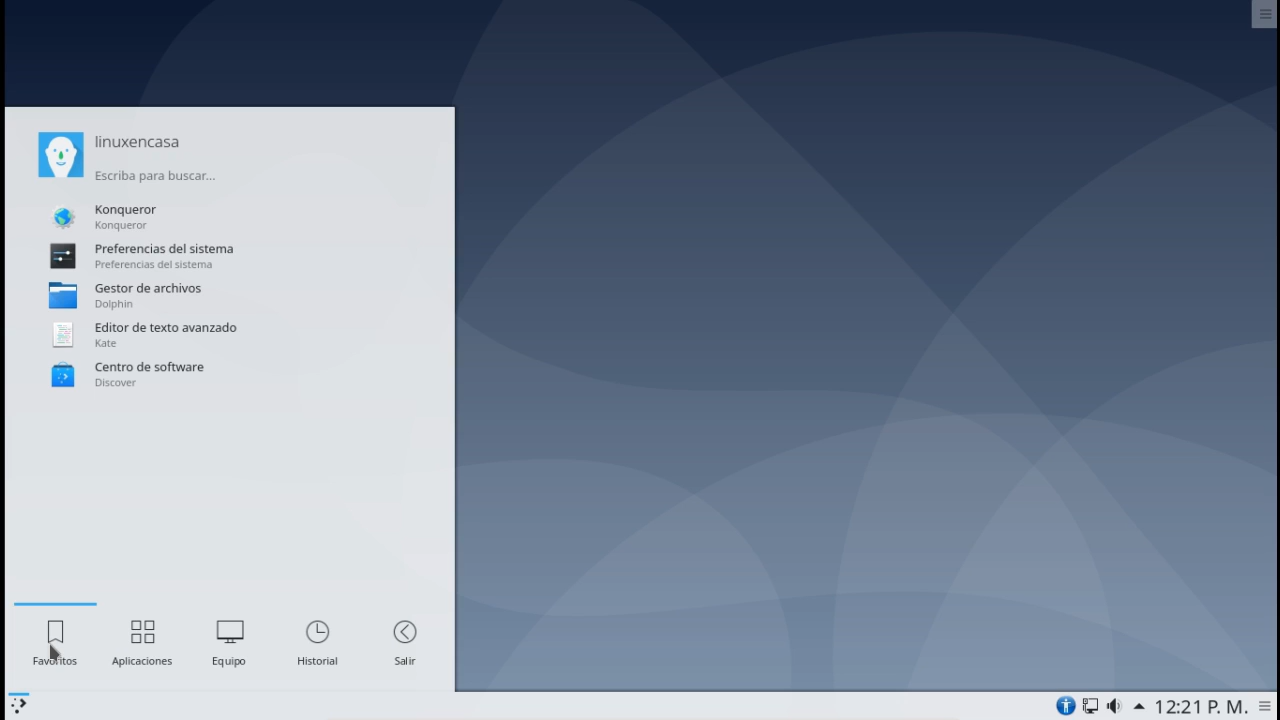 linuxencasa
Escriba para buscar...
Konqueror
Konqueror
Preferencias del sistema
Preferencias del sistema
Gestor de archivos
Dolphin
Editor de texto avanzado
Kate
Centro de software
Discover
Favoritos Aplicaciones Equipo Historial Salir
12:21 P. M.